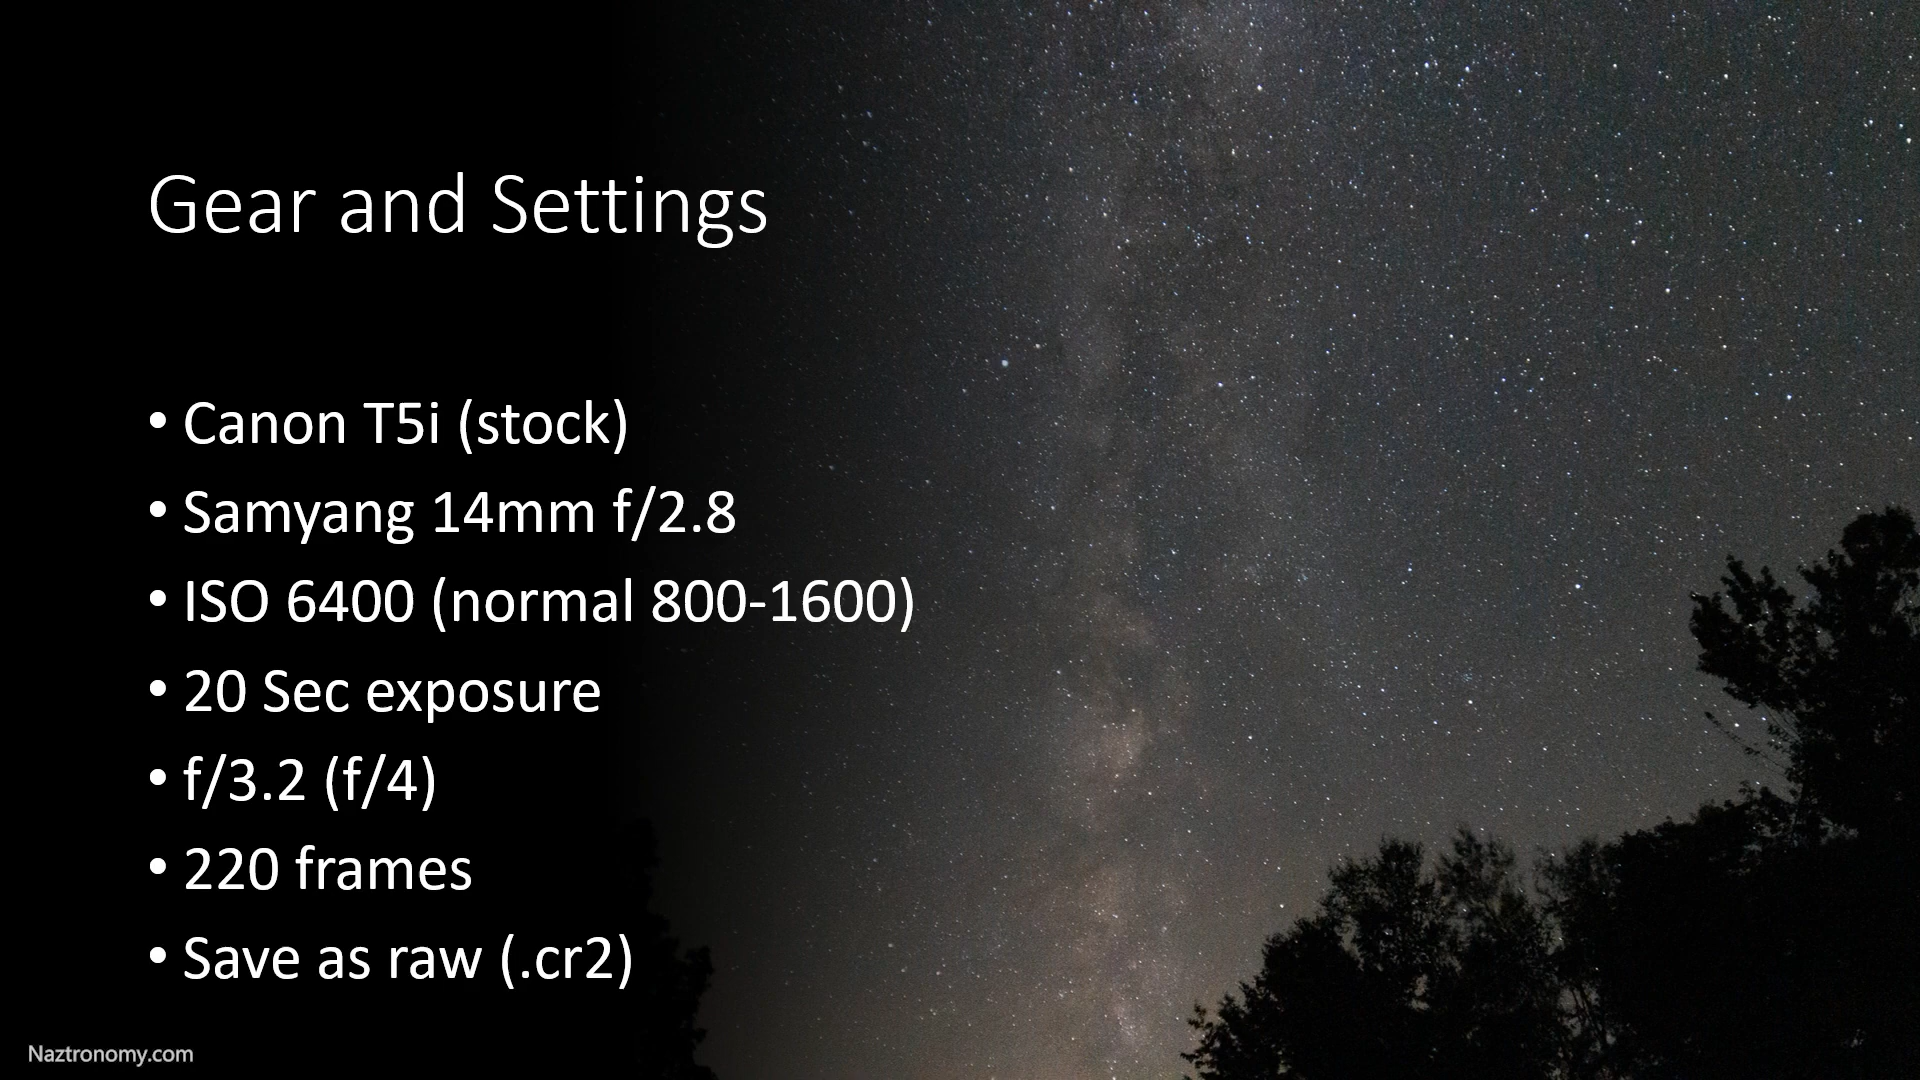 Gear and Settings
• Canon T5i (stock)
• Samyang 14mm f/2.8
• ISO 6400 (normal 800-1600)
• 20 Sec exposure
• f/3.2 (f/4)
• 220 frames
• Save as raw (.cr2)
Naztronomy.com